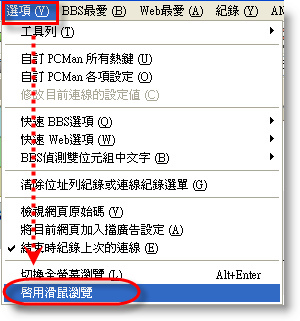 選項 (V) BBS最愛 (Z) Web最愛 (Y) 紀錄 (Y) AN
工具列 (T)
自訂 PCMan 所有熱鍵 (U)
自訂 PCMan 各項設定 (O)
修改目前連線的設定值 (C)
快速 BBS選項 (Q)
快速 Web選項 (W)
BBS偵測雙位元組中文字 (B)
清除位址列紀錄或連線紀錄選單 (G)
檢視網頁原始碼 (V)
將目前網頁加入擋廣告設定 (A)
✓ 結束時紀錄上次的連線 (E)
切換全螢幕瀏覽 (L) Alt+Enter
啓用滑鼠瀏覽